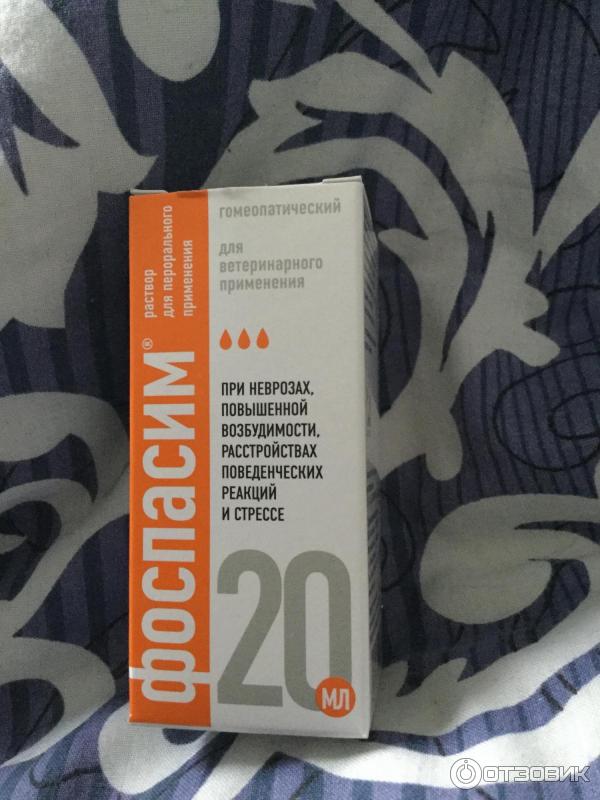 фоспасим®
раствор
для перорального
применения
гомеопатический
для
ветеринарного
применения
ПРИ НЕВРОЗАХ,
ПОВЫШЕННОЙ
ВОЗБУДИМОСТИ,
РАССТРОЙСТВАХ
ПОВЕДЕНЧЕСКИХ
РЕАКЦИЙ
И СТРЕССЕ
20
МЛ
ОТЗОВИК